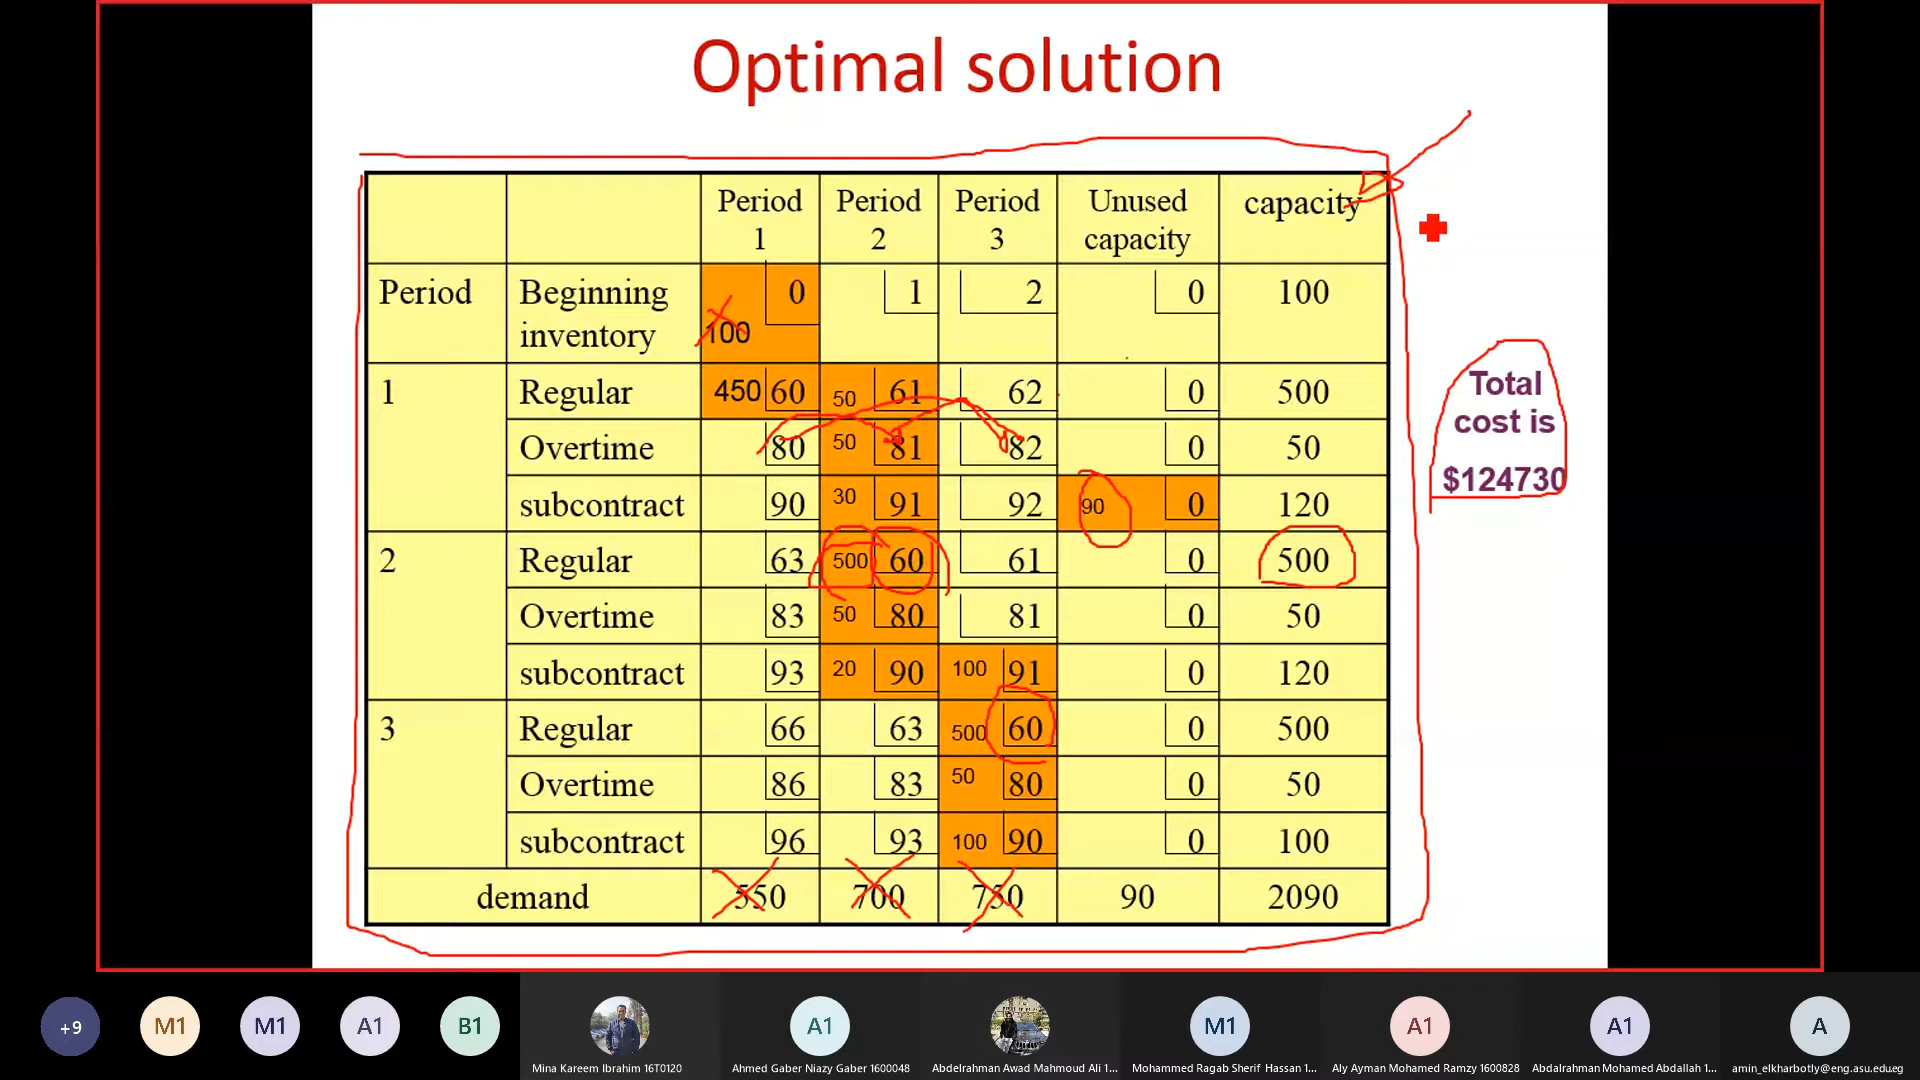 Optimal solution
Period 1 Period 2 Period 3 Unused capacity capacity
Period Beginning inventory 100 0 1 2 0 100
1 Regular 450 60 50 61 62 0 500
Overtime 80 50 81 82 0 50
subcontract 90 30 91 92 90 0 120
2 Regular 63 500 60 61 0 500
Overtime 83 50 80 81 0 50
subcontract 93 20 90 100 91 0 120
3 Regular 66 63 500 60 0 500
Overtime 86 83 50 80 0 50
subcontract 96 93 100 90 0 100
demand 550 700 750 90 2090
Total
cost is
$124730
+9 M1 M1 A1 B1 A1 M1 A1 A1 A
Mina Kareem Ibrahim 16T0120
Ahmed Gaber Niazy Gaber 1600048
Abdelrahman Awad Mahmoud Ali 1...
Mohammed Ragab Sherif Hassan 1...
Aly Ayman Mohamed Ramzy 1600828
Abdalrahman Mohamed Abdallah 1...
amin_elkharbotly@eng.asu.edu.eg